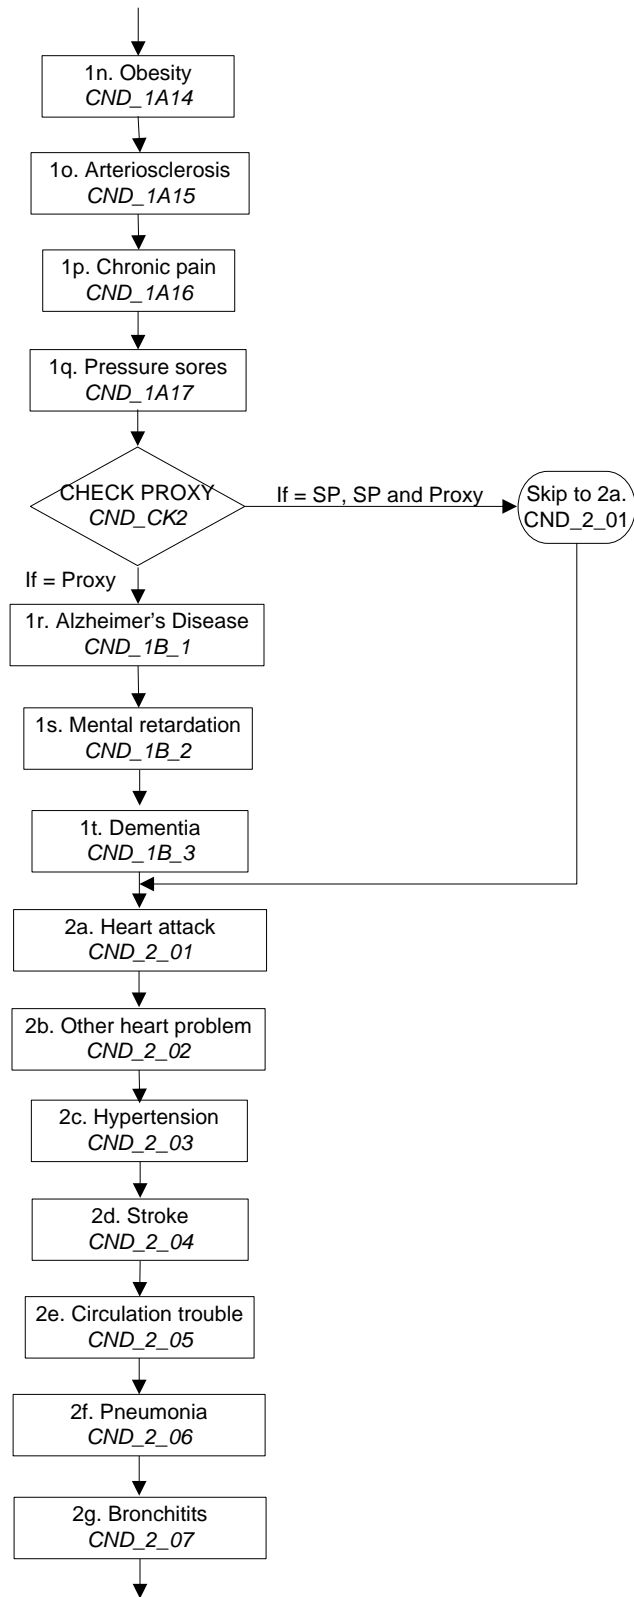 1n. Obesity
CND_1A14
1o. Arteriosclerosis
CND_1A15
1p. Chronic pain
CND_1A16
1q. Pressure sores
CND_1A17
CHECK PROXY
CND_CK2
If = SP, SP and Proxy
Skip to 2a.
CND_2_01
If = Proxy
1r. Alzheimer's Disease
CND_1B_1
1s. Mental retardation
CND_1B_2
1t. Dementia
CND_1B_3
2a. Heart attack
CND_2_01
2b. Other heart problem
CND_2_02
2c. Hypertension
CND_2_03
2d. Stroke
CND_2_04
2e. Circulation trouble
CND_2_05
2f. Pneumonia
CND_2_06
2g. Bronchitits
CND_2_07